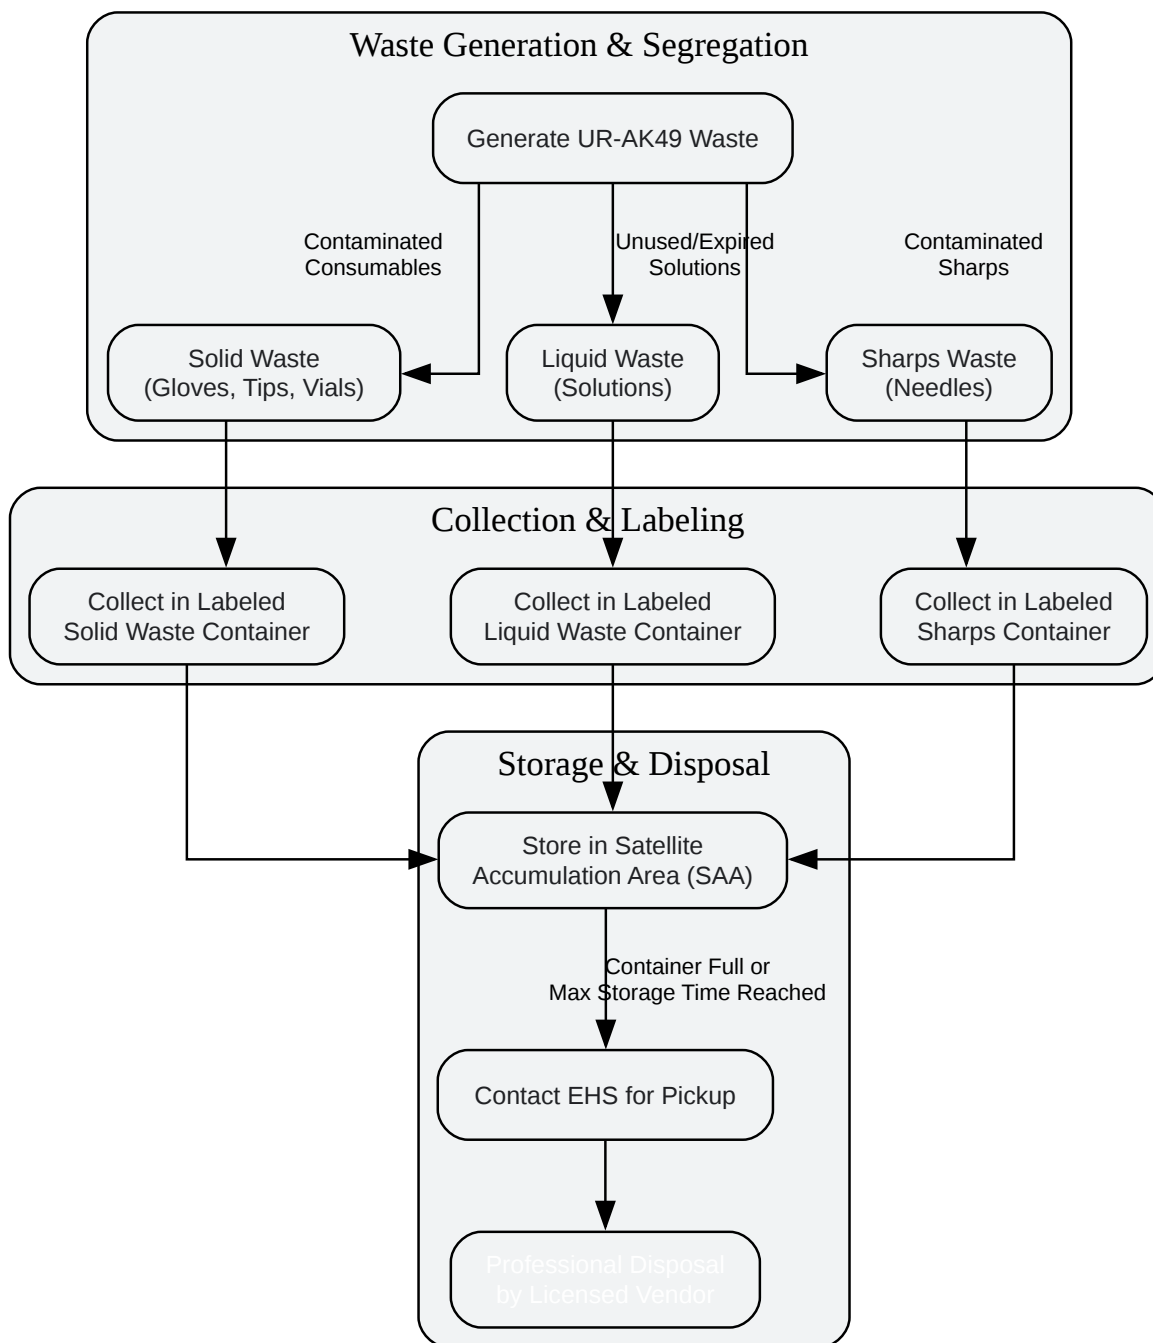 Waste Generation & Segregation
Generate UR-AK49 Waste
Contaminated
Consumables
Unused/Expired
Solutions
Contaminated
Sharps
Solid Waste
(Gloves, Tips, Vials)
Liquid Waste
(Solutions)
Sharps Waste
(Needles)
Collection & Labeling
Collect in Labeled
Solid Waste Container
Collect in Labeled
Liquid Waste Container
Collect in Labeled
Sharps Container
Storage & Disposal
Store in Satellite
Accumulation Area (SAA)
Container Full or
Max Storage Time Reached
Contact EHS for Pickup
Professional Disposal
by Licensed Vendor